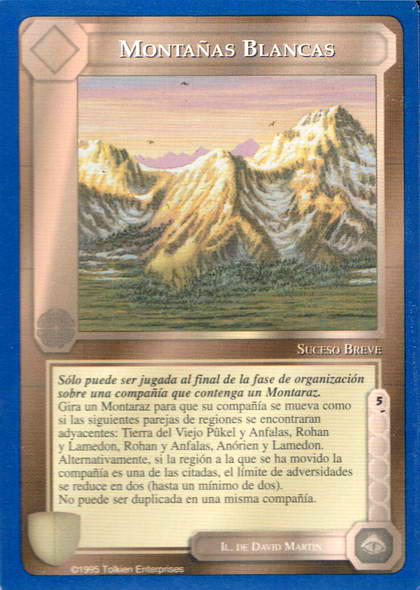 MONTAÑAS BLANCAS
SUCESO BREVE
Sólo puede ser jugada al final de la fase de organización
sobre una compañía que contenga un Montaraz.
Gira un Montaraz para que su compañía se mueva como
si las siguientes parejas de regiones se encontraran
adyacentes: Tierra del Viejo Pûkel y Anfalas, Rohan
y Lamedon, Rohan y Anfalas, Anórien y Lamedon.
Alternativamente, si la región a la que se ha movido la
compañía es una de las citadas, el límite de adversidades
se reduce en dos (hasta un mínimo de dos).
No puede ser duplicada en una misma compañía.
5
IL. DE DAVID MARTIN
©1995 Tolkien Enterprises